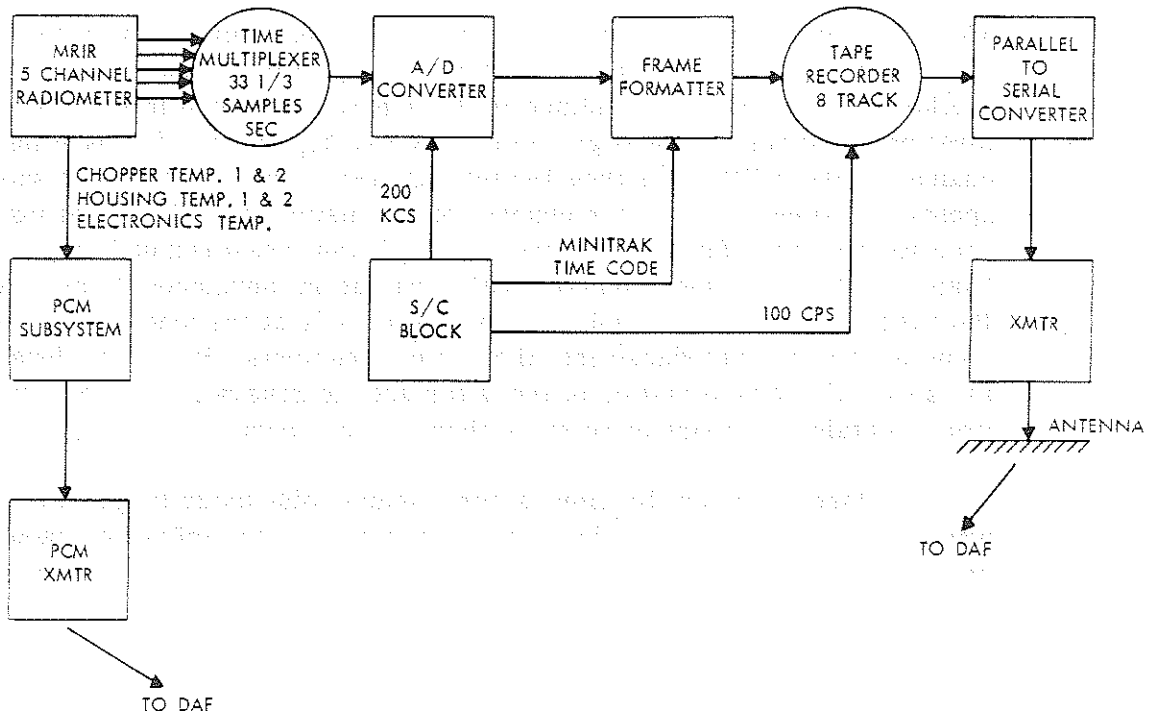 MRIR
5 CHANNEL
RADIOMETER
TIME
MULTIPLEXER
33 1/3
SAMPLES
SEC
A/D
CONVERTER
FRAME
FORMATTER
TAPE
RECORDER
8 TRACK
PARALLEL
TO
SERIAL
CONVERTER
CHOPPER TEMP. 1 & 2
HOUSING TEMP. 1 & 2
ELECTRONICS TEMP.
200
KCS
MINITRAK
TIME CODE
100 CPS
PCM
SUBSYSTEM
S/C
BLOCK
XMTR
ANTENNA
TO DAF
PCM
XMTR
TO DAF